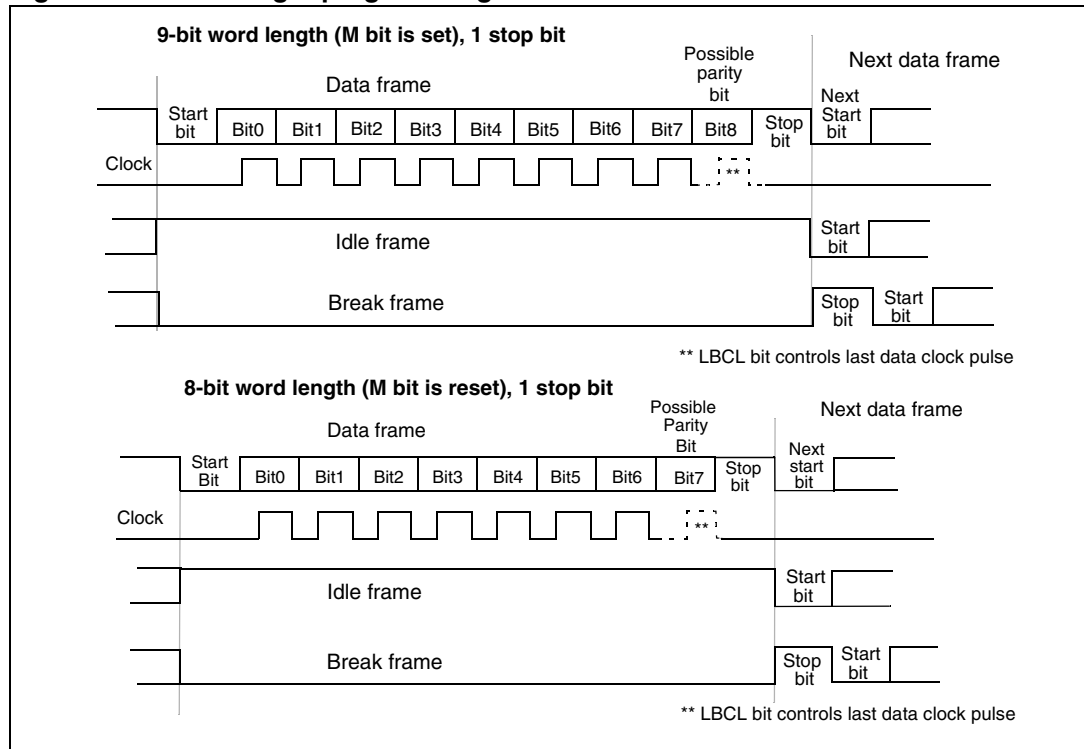 9-bit word length (M bit is set), 1 stop bit
Possible
parity
bit
Next data frame
Data frame
Start
bit
Bit0 Bit1 Bit2 Bit3 Bit4 Bit5 Bit6 Bit7 Bit8
Stop
bit
Next
Start
bit
Clock
**
Idle frame
Start
bit
Break frame
Stop
bit
Start
bit
** LBCL bit controls last data clock pulse
8-bit word length (M bit is reset), 1 stop bit
Possible
Parity
Bit
Next data frame
Data frame
Start
Bit
Bit0 Bit1 Bit2 Bit3 Bit4 Bit5 Bit6 Bit7
Stop
bit
Next
start
bit
Clock
**
Idle frame
Start
bit
Break frame
Stop
bit
Start
bit
** LBCL bit controls last data clock pulse